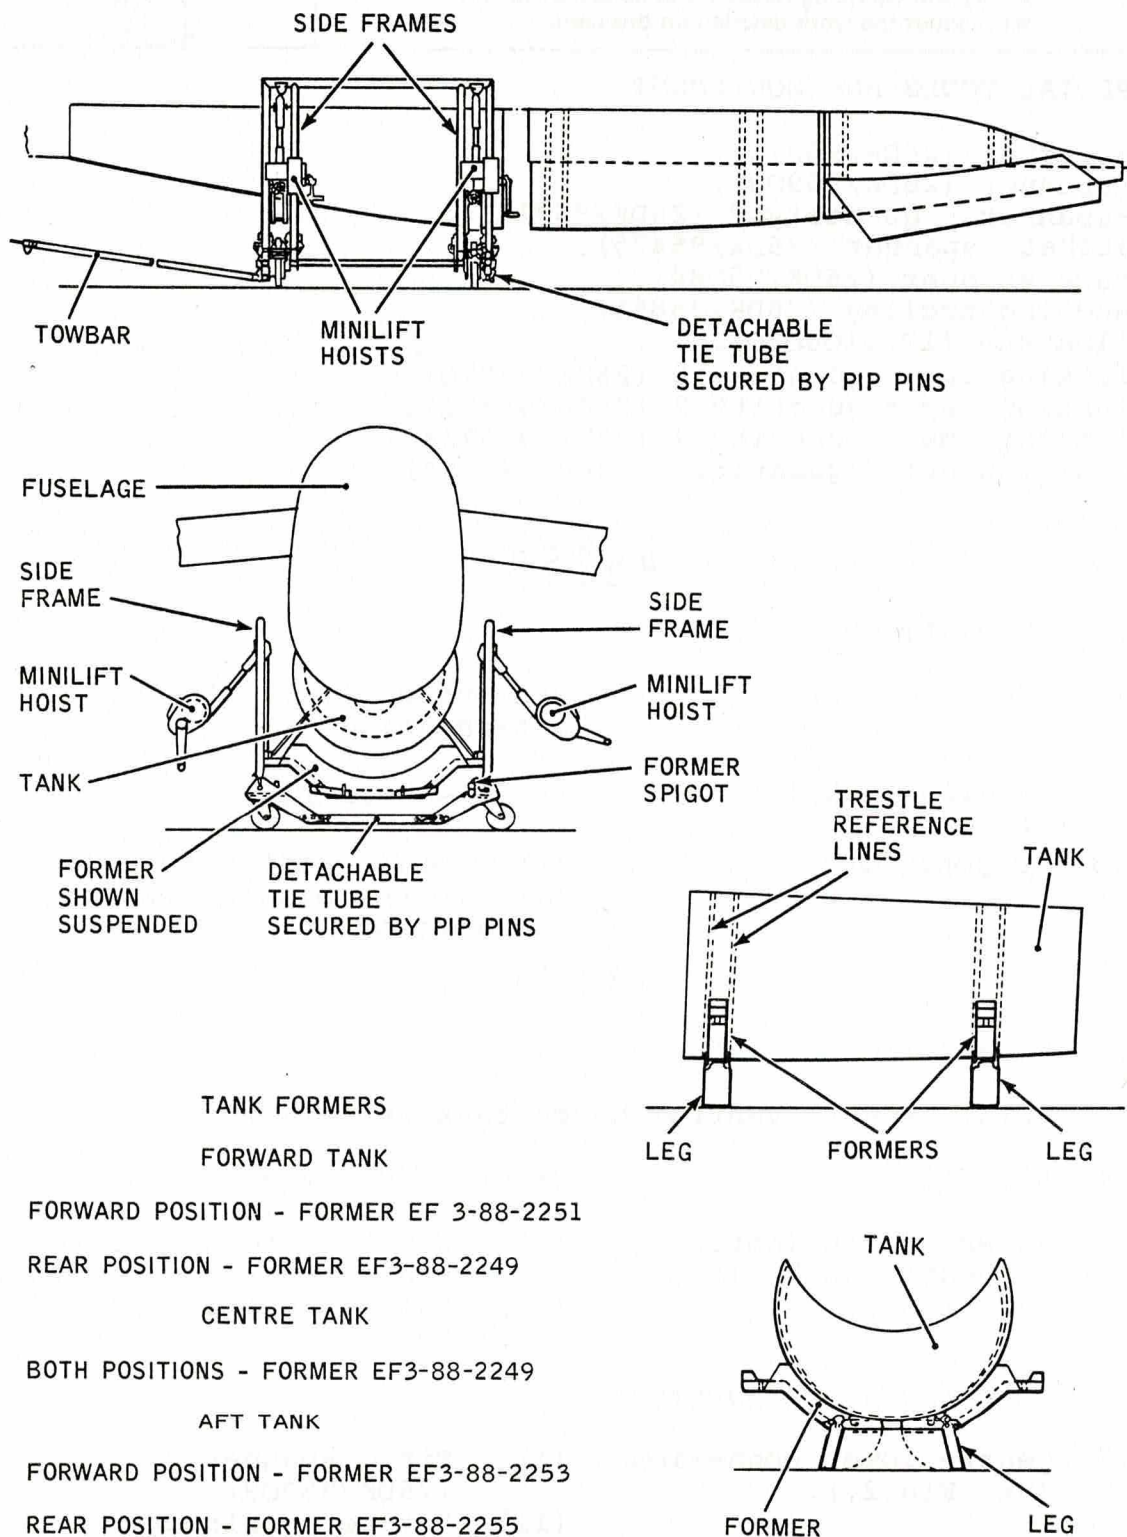 SIDE FRAMES
TOWBAR
MINILIFT
HOISTS
DETACHABLE
TIE TUBE
SECURED BY PIP PINS
FUSELAGE
SIDE
FRAME
SIDE
FRAME
MINILIFT
HOIST
MINILIFT
HOIST
TANK
FORMER
SPIGOT
FORMER
SHOWN
SUSPENDED
DETACHABLE
TIE TUBE
SECURED BY PIP PINS
TRESTLE
REFERENCE
LINES
TANK
LEG
FORMERS
LEG
TANK FORMERS
FORWARD TANK
FORWARD POSITION - FORMER EF 3-88-2251
REAR POSITION - FORMER EF3-88-2249
CENTRE TANK
BOTH POSITIONS - FORMER EF3-88-2249
AFT TANK
FORWARD POSITION - FORMER EF3-88-2253
REAR POSITION - FORMER EF3-88-2255
TANK
FORMER
LEG